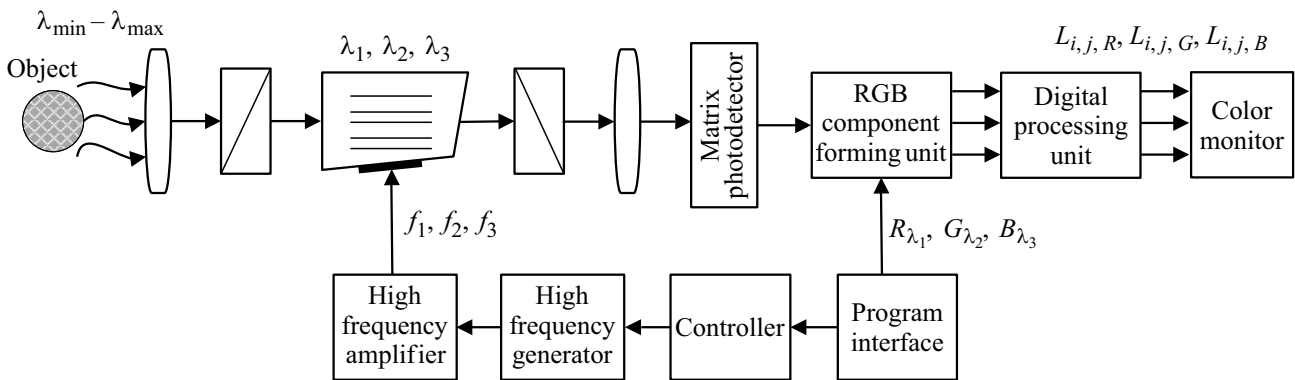 λmin – λmax
Object
λ1, λ2, λ3
Matrix
photodetector
RGB
component
forming unit
Li, j, R, Li, j, G, Li, j, B
Digital
processing
unit
Color
monitor
f1, f2, f3
Rλ1, Gλ2, Bλ3
High
frequency
amplifier
High
frequency
generator
Controller
Program
interface